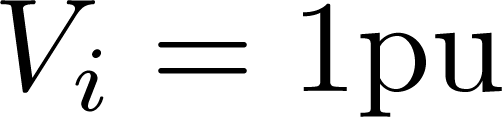 V_i = 1pu